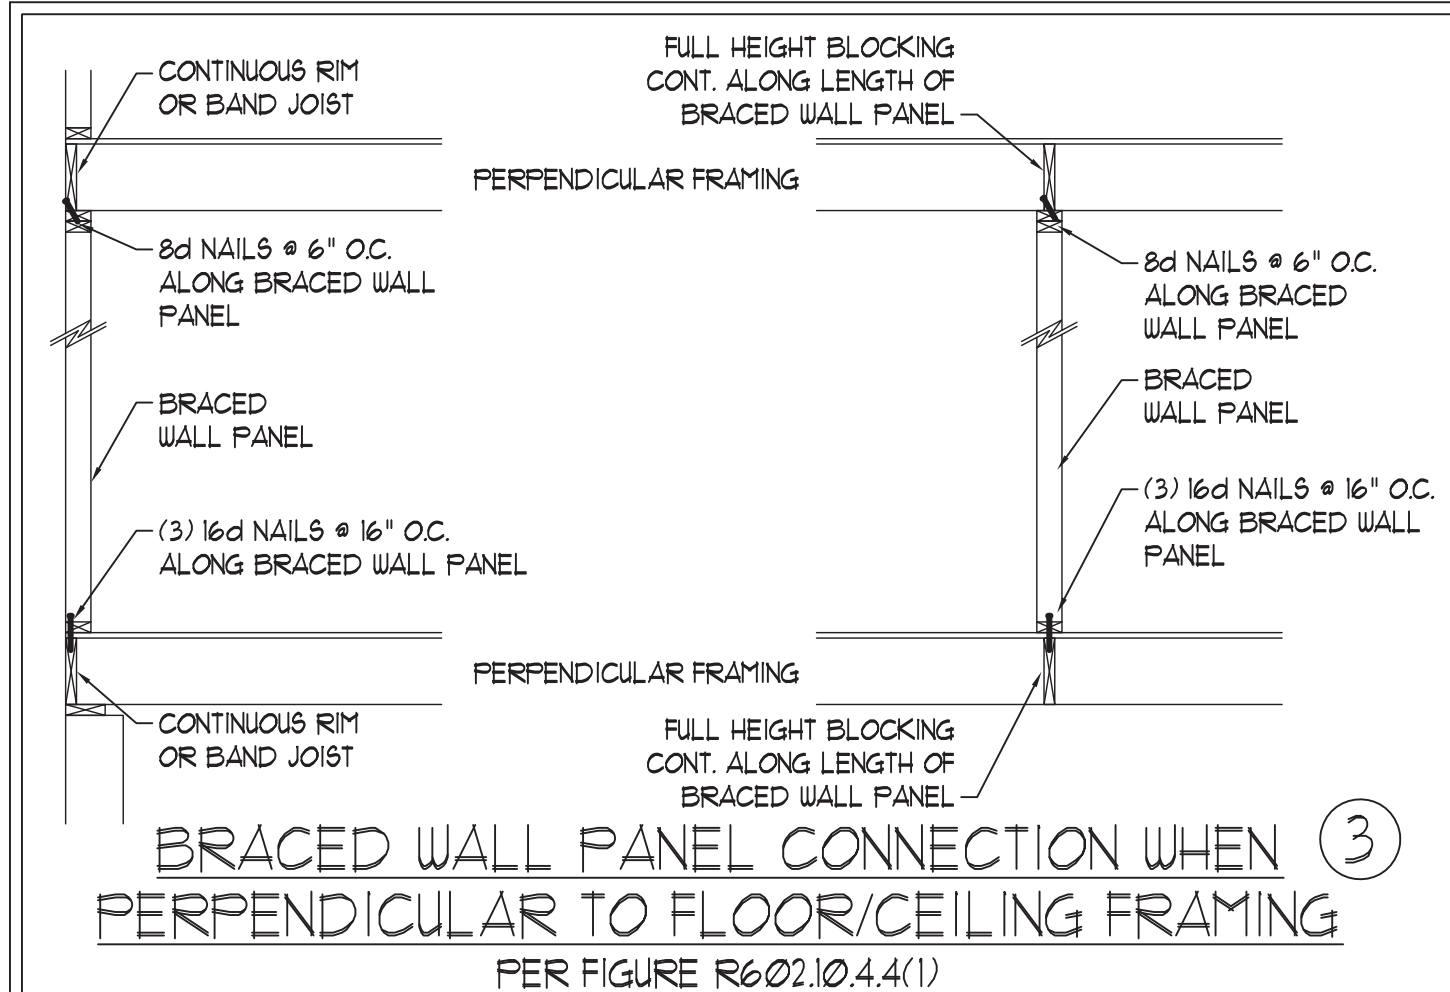 CONTINUOUS RIM
OR BAND JOIST
FULL HEIGHT BLOCKING
CONT. ALONG LENGTH OF
BRACED WALL PANEL
PERPENDICULAR FRAMING
8d NAILS @ 6" O.C.
ALONG BRACED WALL
PANEL
8d NAILS @ 6" O.C.
ALONG BRACED
WALL PANEL
BRACED
WALL PANEL
BRACED
WALL PANEL
(3) 16d NAILS @ 16" O.C.
ALONG BRACED WALL PANEL
(3) 16d NAILS @ 16" O.C.
ALONG BRACED WALL
PANEL
PERPENDICULAR FRAMING
CONTINUOUS RIM
OR BAND JOIST
FULL HEIGHT BLOCKING
CONT. ALONG LENGTH OF
BRACED WALL PANEL
BRACED WALL PANEL CONNECTION WHEN
PERPENDICULAR TO FLOOR/CEILING FRAMING
3
PER FIGURE R602.10.4.4(1)